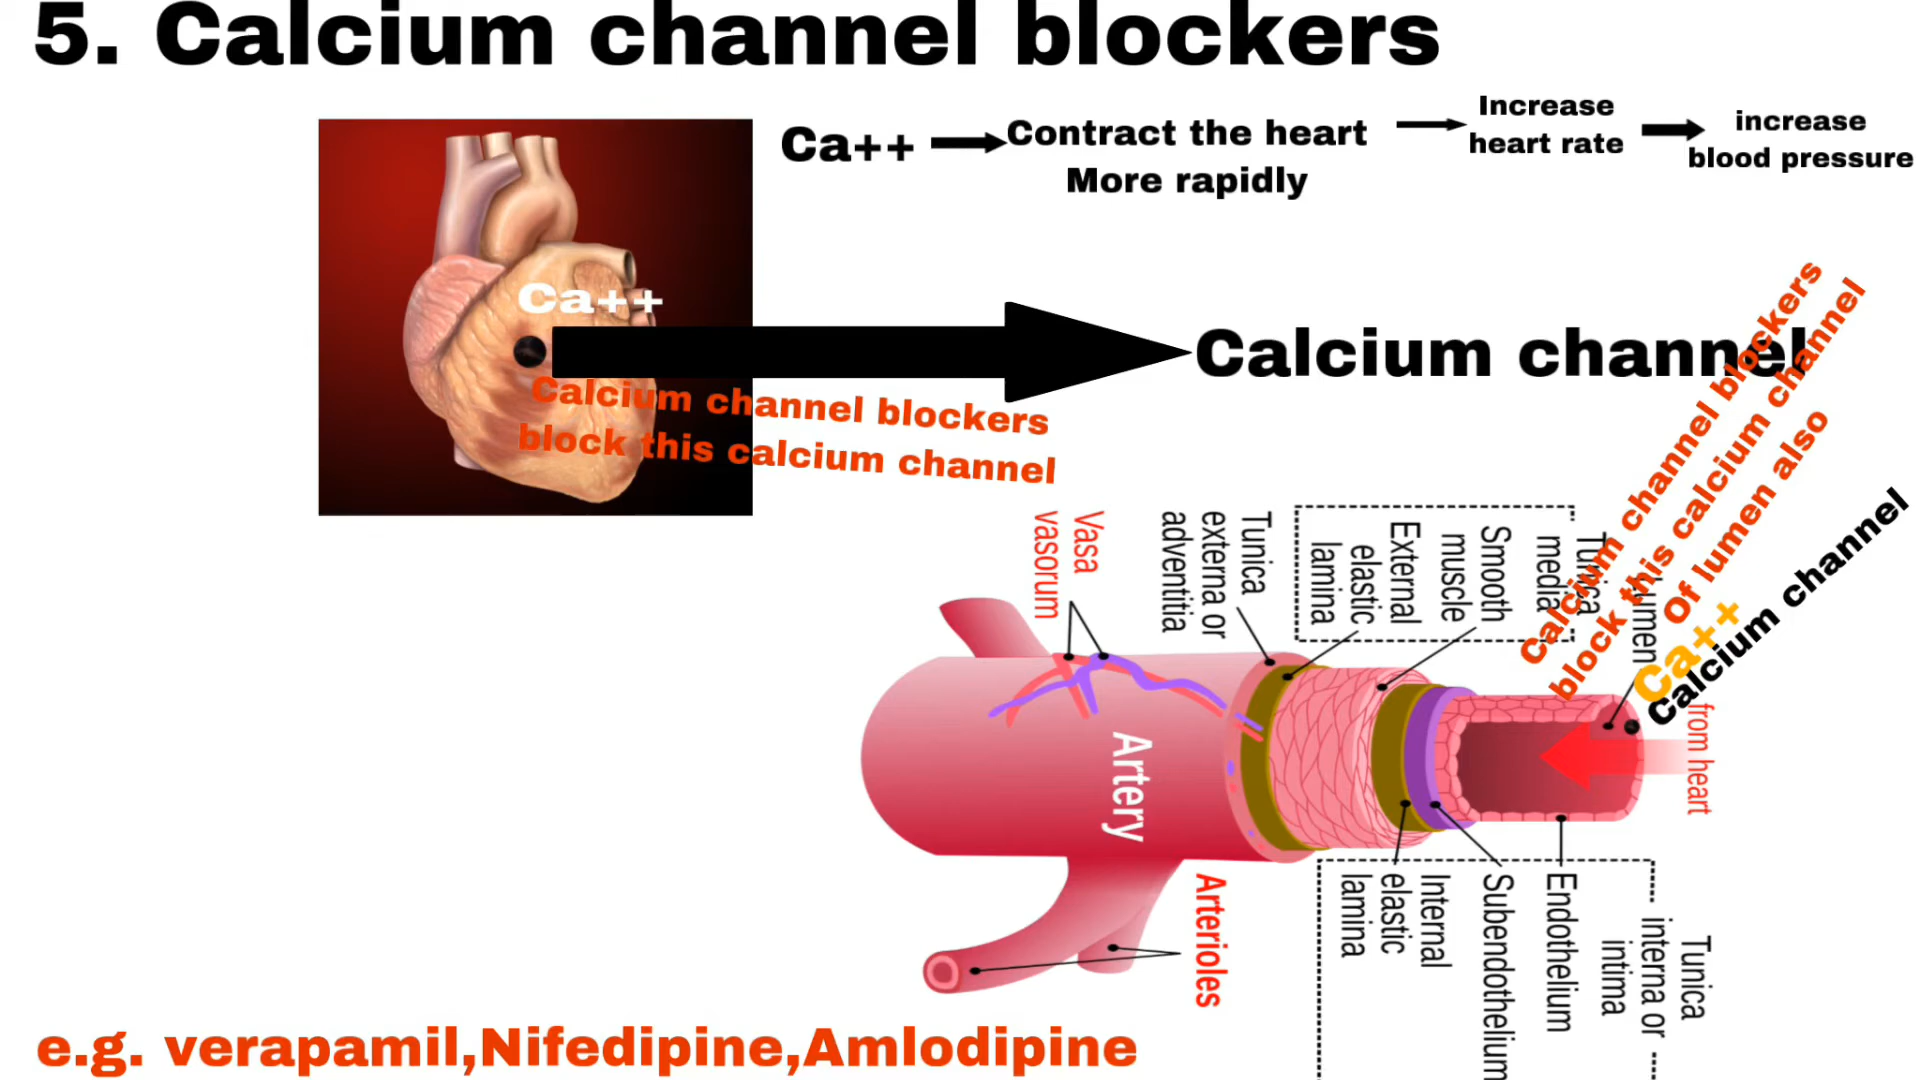 5. Calcium channel blockers
Ca++
Contract the heart
More rapidly
Increase
heart rate
increase
blood pressure
Ca++
Calcium channel
Calcium channel blockers
block this calcium channel
Calcium channel blockers
block this calcium channel
Of lumen also
Ca++
Calcium channel
Vasa
vasorum
Tunica
externa or
adventitia
External
elastic
lamina
Smooth
muscle
Tunica
media
Lumen
from heart
Artery
Arterioles
Internal
elastic
lamina
Subendothelium
Endothelium
Tunica
interna or
intima
e.g. verapamil,Nifedipine,Amlodipine